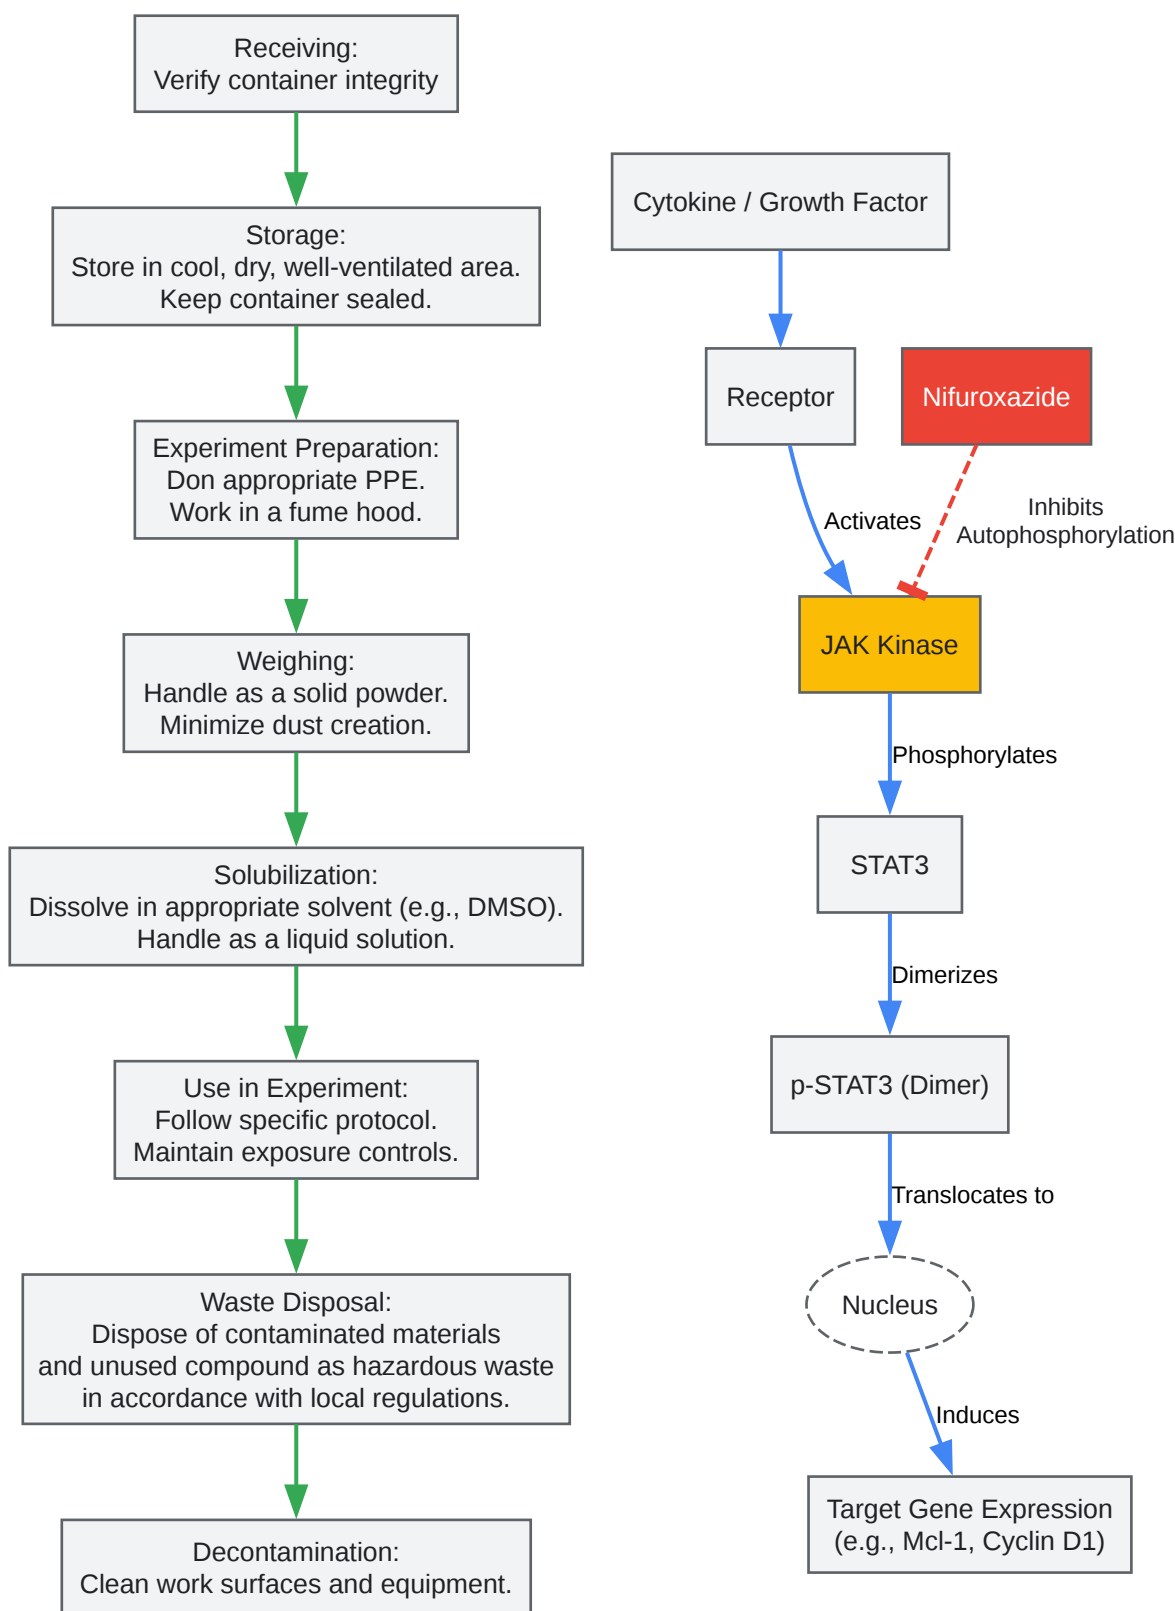 Receiving:
Verify container integrity
Storage:
Store in cool, dry, well-ventilated area.
Keep container sealed.
Experiment Preparation:
Don appropriate PPE.
Work in a fume hood.
Weighing:
Handle as a solid powder.
Minimize dust creation.
Solubilization:
Dissolve in appropriate solvent (e.g., DMSO).
Handle as a liquid solution.
Use in Experiment:
Follow specific protocol.
Maintain exposure controls.
Waste Disposal:
Dispose of contaminated materials
and unused compound as hazardous waste
in accordance with local regulations.
Decontamination:
Clean work surfaces and equipment.
Cytokine / Growth Factor
Receptor
Nifuroxazide
Activates
Inhibits
Autophosphorylation
JAK Kinase
Phosphorylates
STAT3
Dimerizes
p-STAT3 (Dimer)
Translocates to
Nucleus
Induces
Target Gene Expression
(e.g., Mcl-1, Cyclin D1)